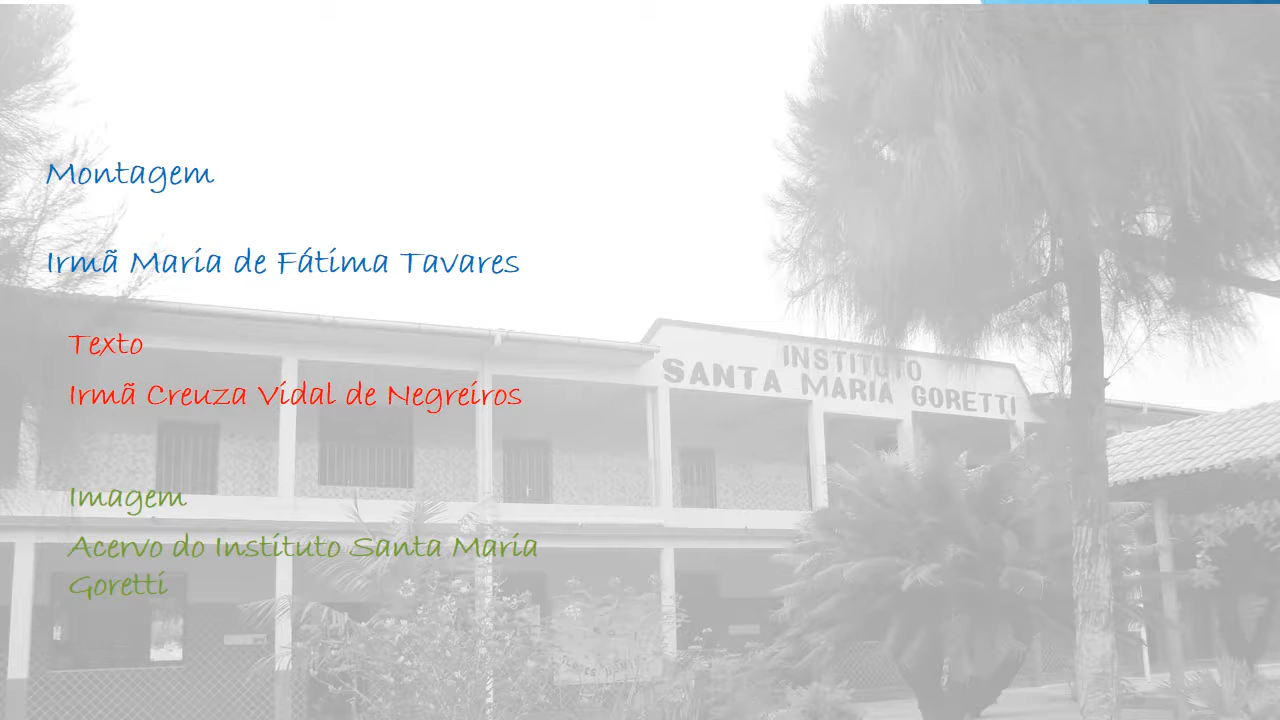 Montagem
Irmã Maria de Fátima Tavares
INSTITUTO
SANTA MARIA GORETTI
Texto
Irmã Creuza Vidal de Negreiros
Imagem
Acervo do Instituto Santa Maria
Goretti